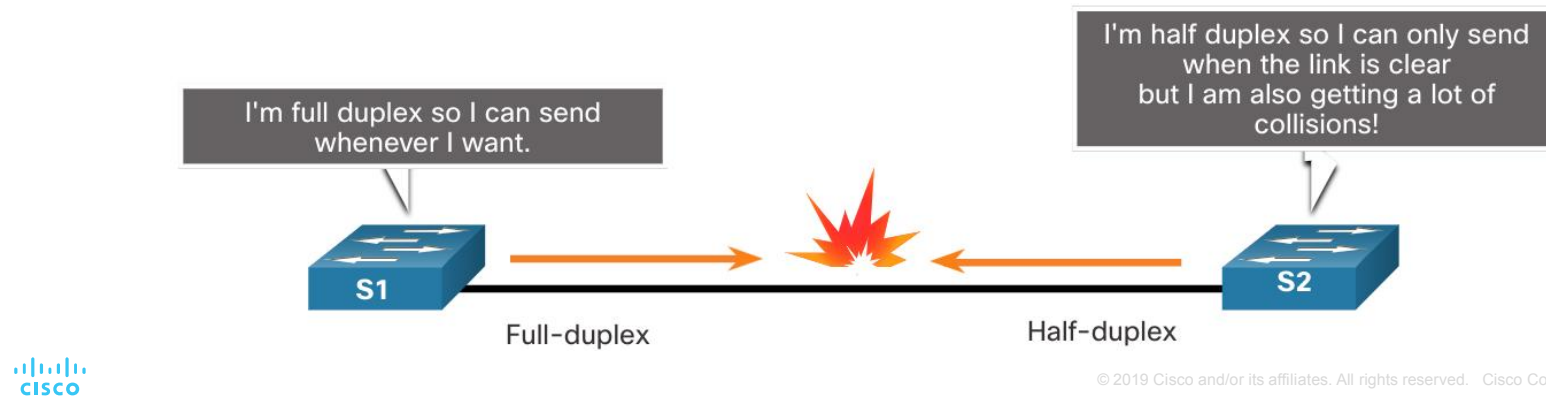 I'm half duplex so I can only send
when the link is clear
but I am also getting a lot of
collisions!
I'm full duplex so I can send
whenever I want.
S1
S2
Full-duplex
Half-duplex
CISCO
© 2019 Cisco and/or its affiliates. All rights reserved. Cisco Co